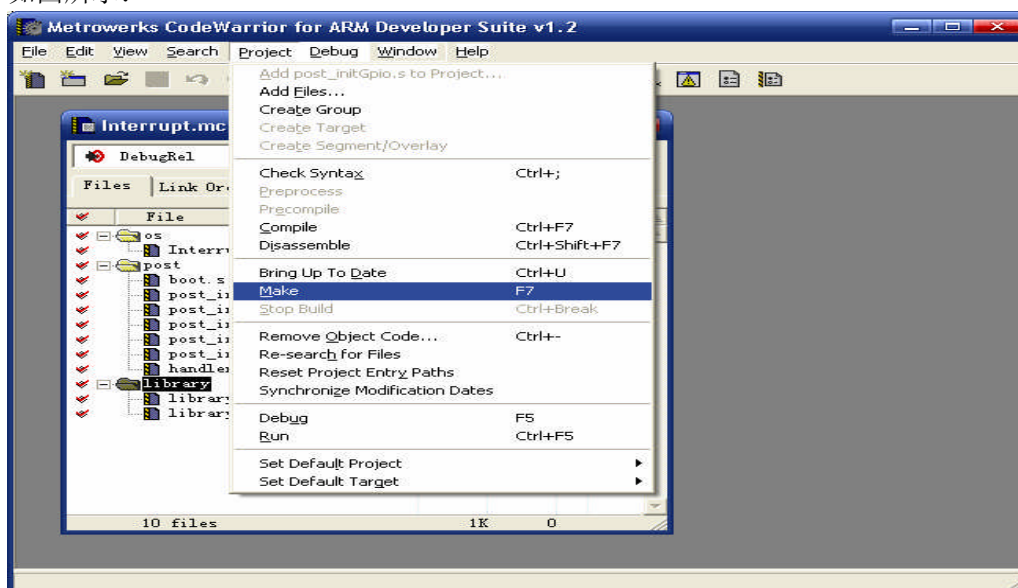 Metrowerks CodeWarrior for ARM Developer Suite v1.2
File Edit View Search Project Debug Window Help
Add post_initGpio.s to Project...
Add Files...
Create Group
Create Target
Create Segment/Overlay
Check Syntax Ctrl+;
Preprocess
Precompile
Compile Ctrl+F7
Disassemble Ctrl+Shift+F7
Bring Up To Date Ctrl+U
Make F7
Stop Build Ctrl+Break
Remove Object Code... Ctrl+-
Re-search for Files
Reset Project Entry Paths
Synchronize Modification Dates
Debug F5
Run Ctrl+F5
Set Default Project
Set Default Target
Interrupt.mc
DebugRel
Files Link Or
File
os
Interr
post
boot.s
post_i
post_i
post_i
post_i
post_i
handle
library
library
library
10 files 1K 0